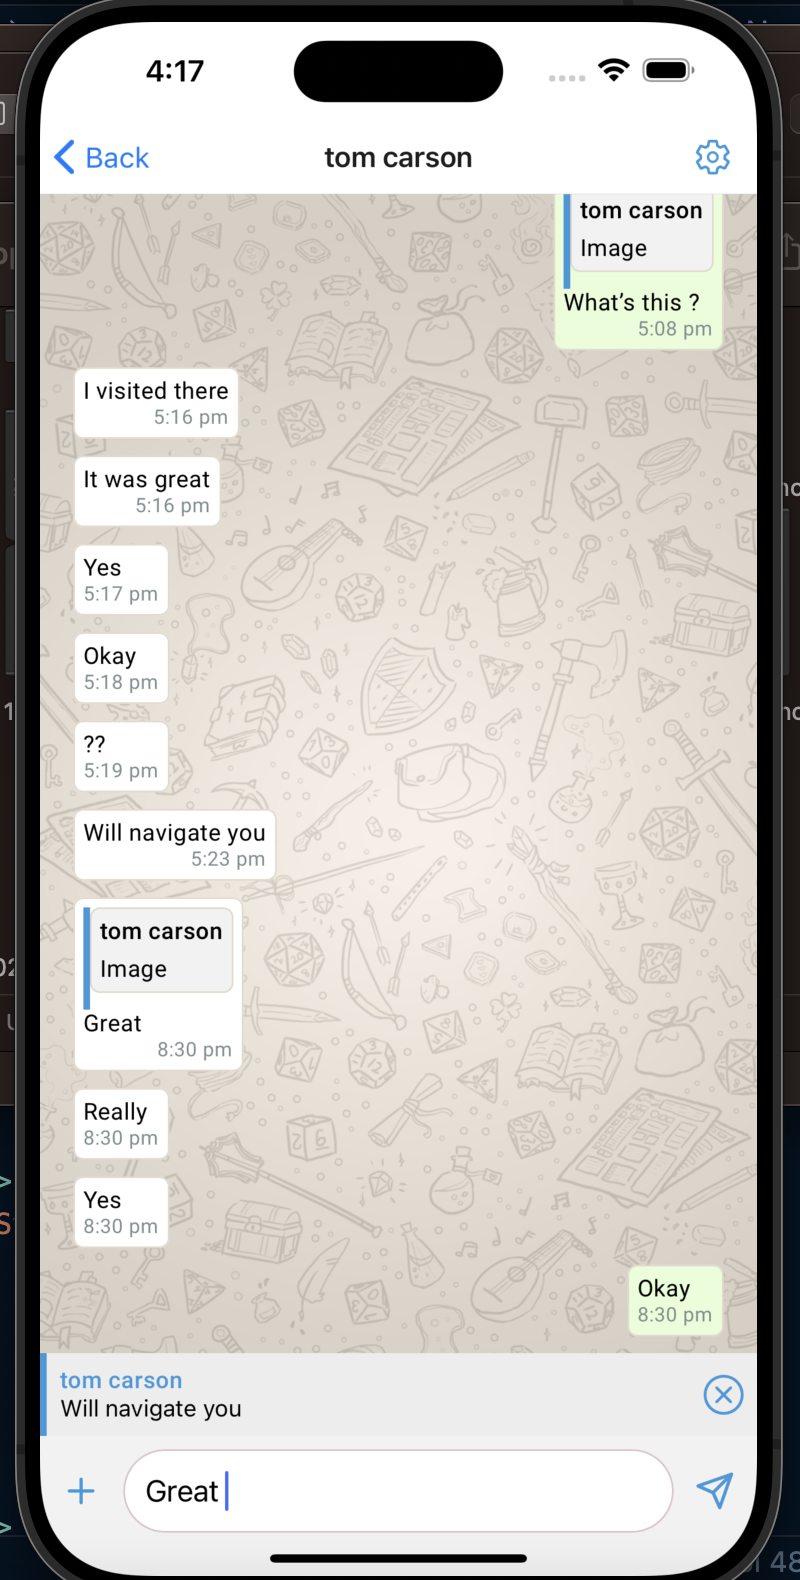 4:17
Back
tom carson
tom carson
Image
What's this ?
5:08 pm
I visited there
5:16 pm
It was great
5:16 pm
Yes
5:17 pm
Okay
5:18 pm
??
5:19 pm
Will navigate you
5:23 pm
tom carson
Image
Great
8:30 pm
Really
8:30 pm
Yes
8:30 pm
Okay
8:30 pm
tom carson
Will navigate you
Great